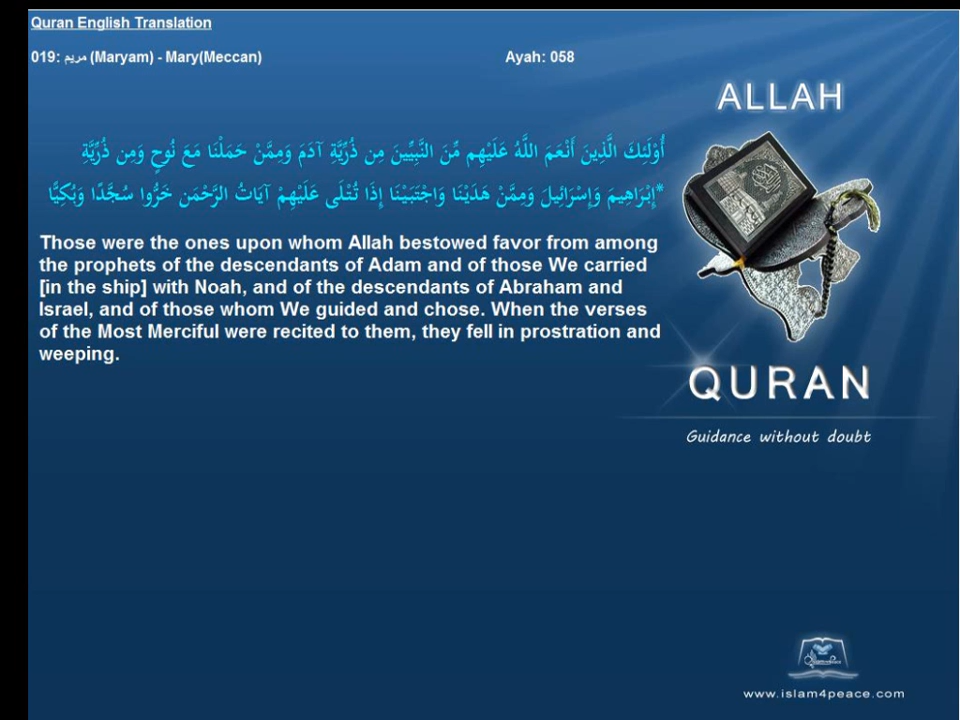 Quran English Translation
019: مريم (Maryam) - Mary(Meccan) Ayah: 058
ALLAH
أُوْلَئِكَ الَّذِينَ أَنْعَمَ اللَّهُ عَلَيْهِم مِّنَ النَّبِيِّينَ مِن ذُرِّيَّةِ آدَمَ وَمِمَّنْ حَمَلْنَا مَعَ نُوحٍ وَمِن ذُرِّيَّةِ
*إِبْرَاهِيمَ وَإِسْرَائِيلَ وَمِمَّنْ هَدَيْنَا وَاجْتَبَيْنَا إِذَا تُتْلَى عَلَيْهِمْ آيَاتُ الرَّحْمَن خَرُّوا سُجَّدًا وَبُكِيًّا
Those were the ones upon whom Allah bestowed favor from among
the prophets of the descendants of Adam and of those We carried
[in the ship] with Noah, and of the descendants of Abraham and
Israel, and of those whom We guided and chose. When the verses
of the Most Merciful were recited to them, they fell in prostration and
weeping.
QURAN
Guidance without doubt
www.islam4peace.com